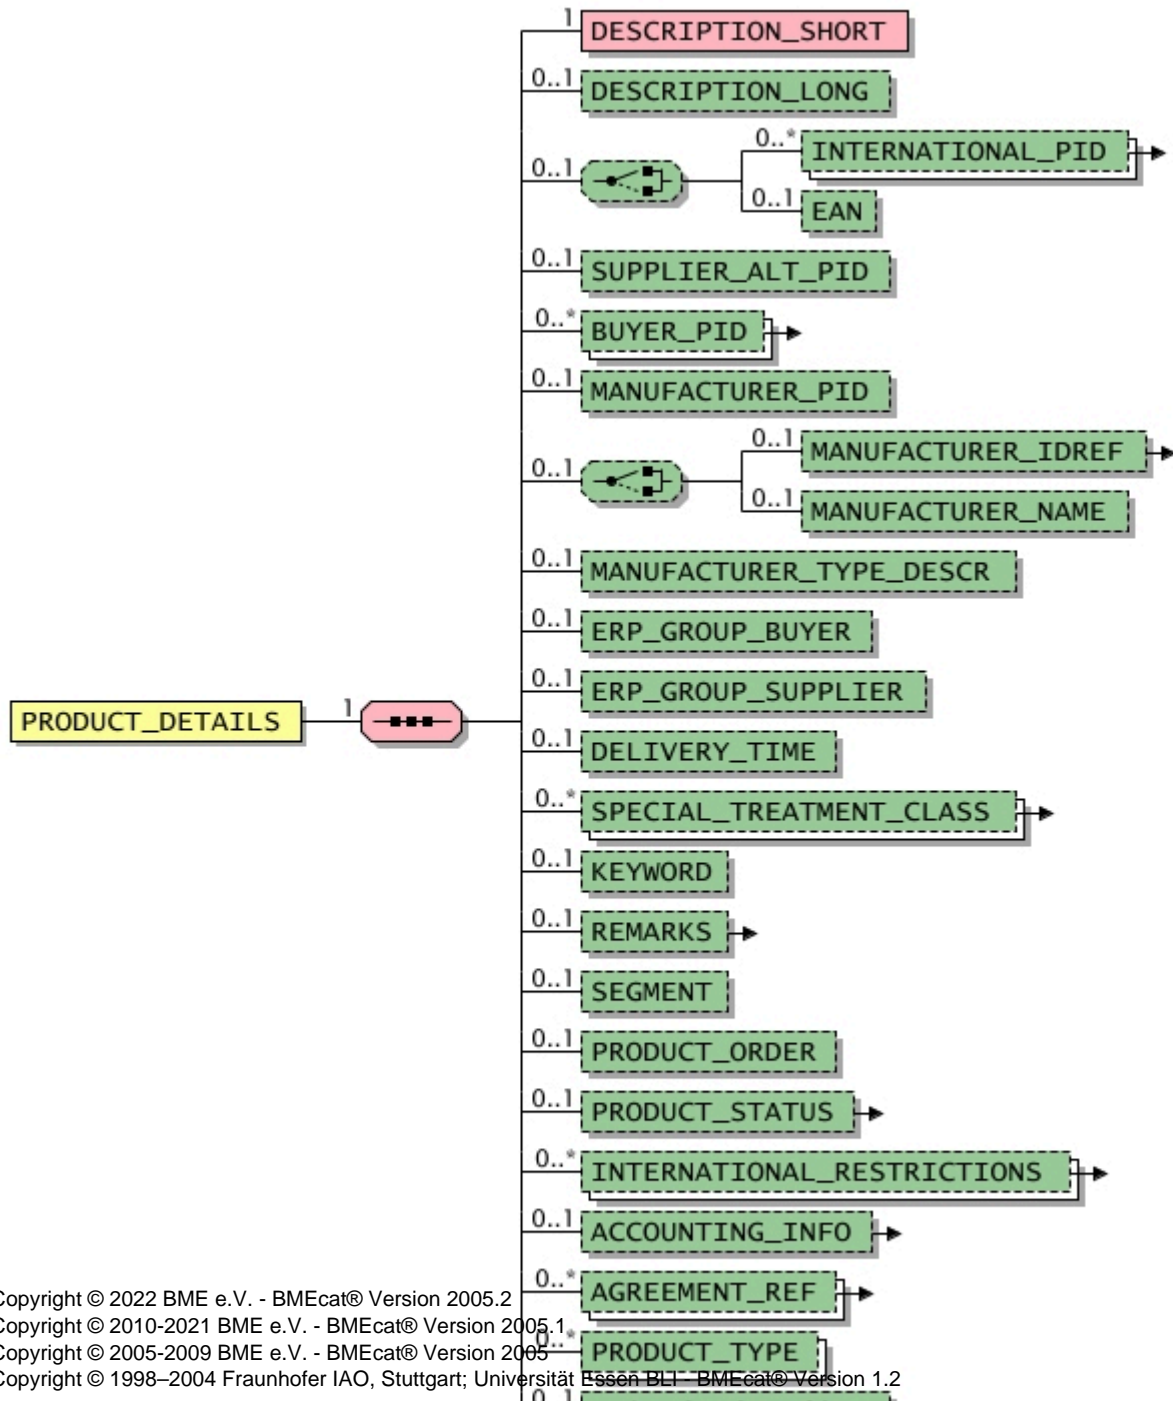 1
DESCRIPTION_SHORT
0..1
DESCRIPTION_LONG
0..*
INTERNATIONAL_PID
0..1
0..1
EAN
0..1
SUPPLIER_ALT_PID
0..*
BUYER_PID
0..1
MANUFACTURER_PID
0..1
MANUFACTURER_IDREF
0..1
0..1
MANUFACTURER_NAME
0..1
MANUFACTURER_TYPE_DESCR
0..1
ERP_GROUP_BUYER
0..1
ERP_GROUP_SUPPLIER
PRODUCT_DETAILS
1
0..1
DELIVERY_TIME
0..*
SPECIAL_TREATMENT_CLASS
0..1
KEYWORD
0..1
REMARKS
0..1
SEGMENT
0..1
PRODUCT_ORDER
0..1
PRODUCT_STATUS
0..*
INTERNATIONAL_RESTRICTIONS
0..1
ACCOUNTING_INFO
0..*
AGREEMENT_REF
0..*
PRODUCT_TYPE
0..1
Copyright © 2022 BME e.V. - BMEcat® Version 2005.2
Copyright © 2010-2021 BME e.V. - BMEcat® Version 2005.1
Copyright © 2005-2009 BME e.V. - BMEcat® Version 2005
Copyright © 1998–2004 Fraunhofer IAO, Stuttgart; Universität Essen BLI - BMEcat® Version 1.2